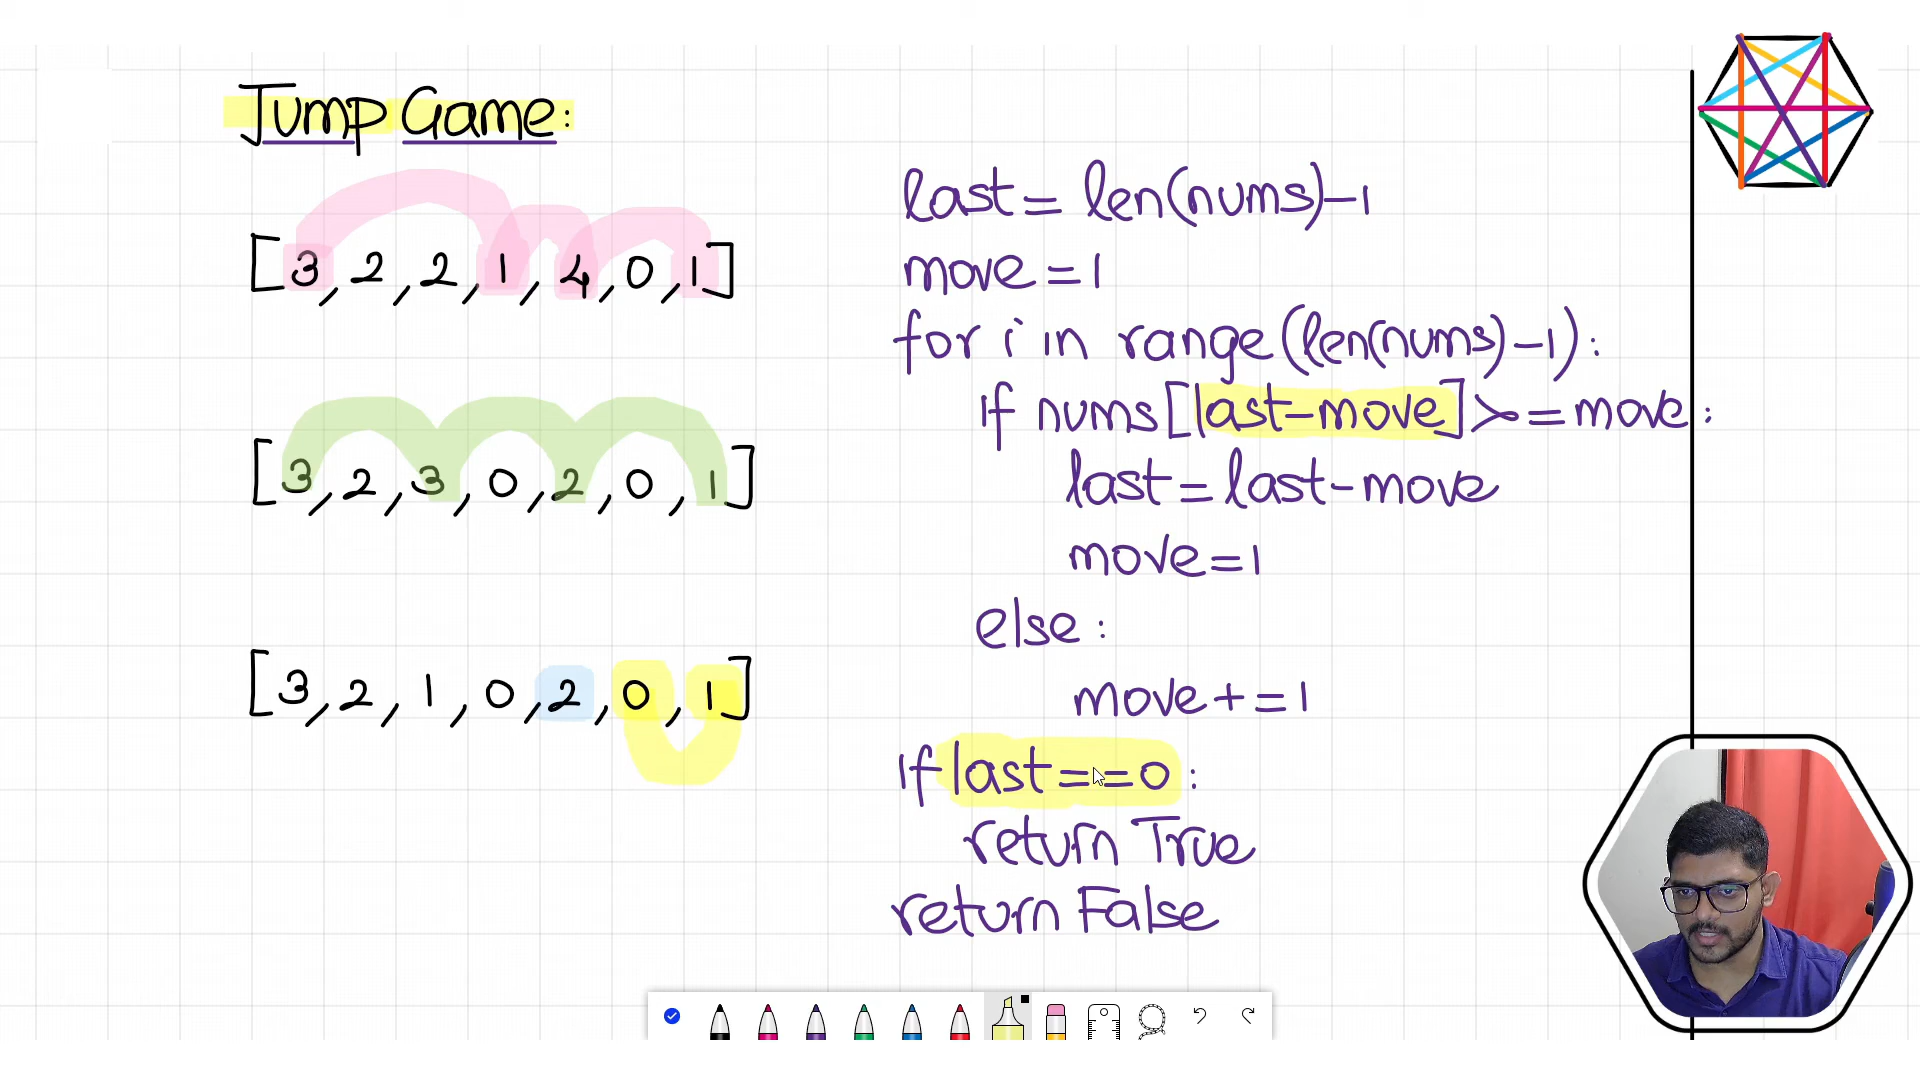 Jump Game:
[3, 2, 2, 1, 4, 0, 1]
[3, 2, 3, 0, 2, 0, 1]
[3, 2, 1, 0, 2, 0, 1]
last = len(nums)-1
move = 1
for i in range(len(nums)-1):
if nums[last-move]>=move:
last=last-move
move=1
else:
move+=1
if last==0:
return True
return False